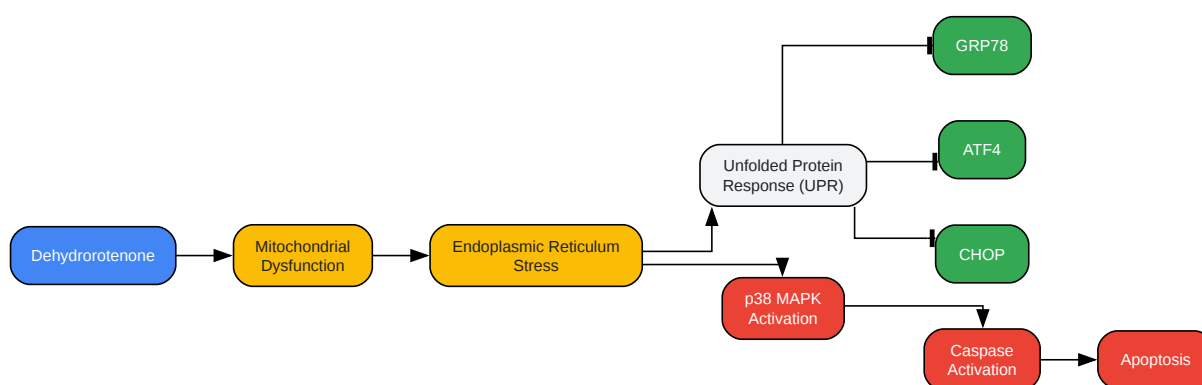 GRP78
ATF4
Unfolded Protein
Response (UPR)
Dehydrorotenone
Mitochondrial
Dysfunction
Endoplasmic Reticulum
Stress
CHOP
p38 MAPK
Activation
Caspase
Activation
Apoptosis